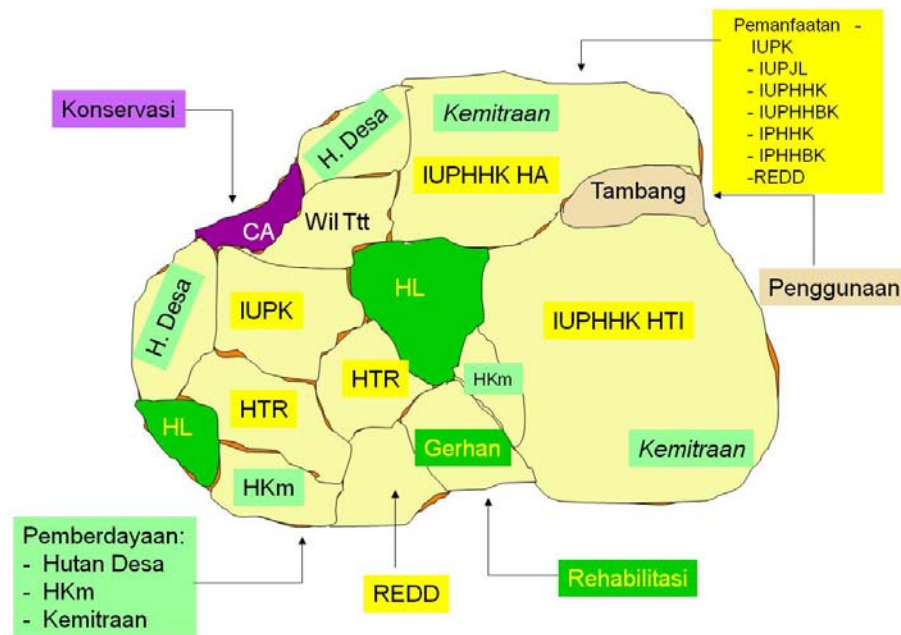 Pemanfaatan -
IUPK
- IUPJL
- IUPHHK
- IUPHHBK
- IPHHK
- IPHHBK
-REDD
Konservasi
H. Desa
Kemitraan
IUPHHK HA
Tambang
CA
Wil Ttt
Penggunaan
H. Desa
IUPK
HL
IUPHHK HTI
HTR
HKm
HTR
HL
Gerhan
Kemitraan
HKm
Pemberdayaan:
- Hutan Desa
- HKm
- Kemitraan
REDD
Rehabilitasi